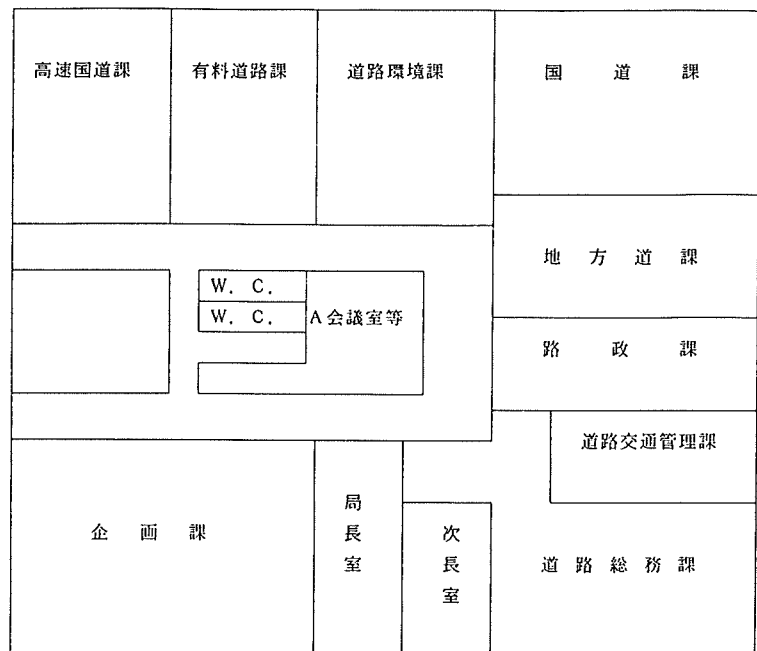 高速国道課
有料道路課
道路環境課
国道課
地方道課
W. C.
W. C.
A会議室等
路政課
道路交通管理課
企画課
局長室
次長室
道路総務課